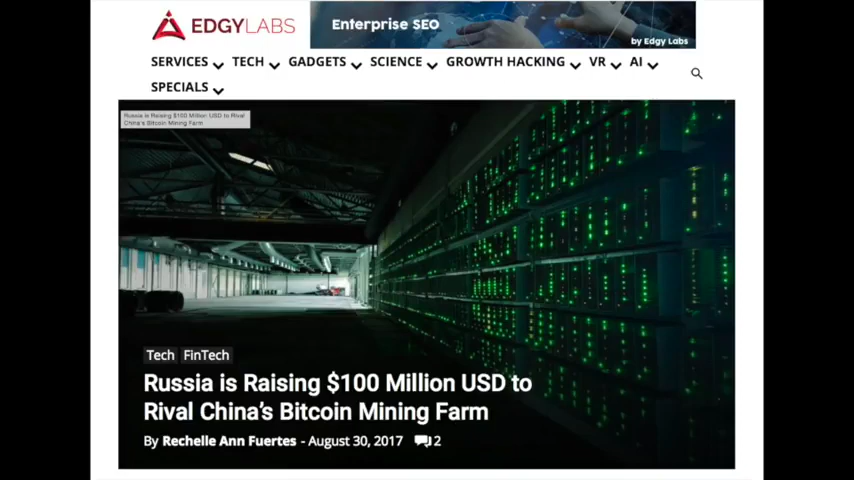 EDGYLABS
Enterprise SEO
by Edgy Labs
SERVICES TECH GADGETS SCIENCE GROWTH HACKING VR AI
SPECIALS
Russia is Raising $100 Million USD to Rival
China's Bitcoin Mining Farm
Tech FinTech
Russia is Raising $100 Million USD to
Rival China's Bitcoin Mining Farm
By Rechelle Ann Fuertes - August 30, 2017 2